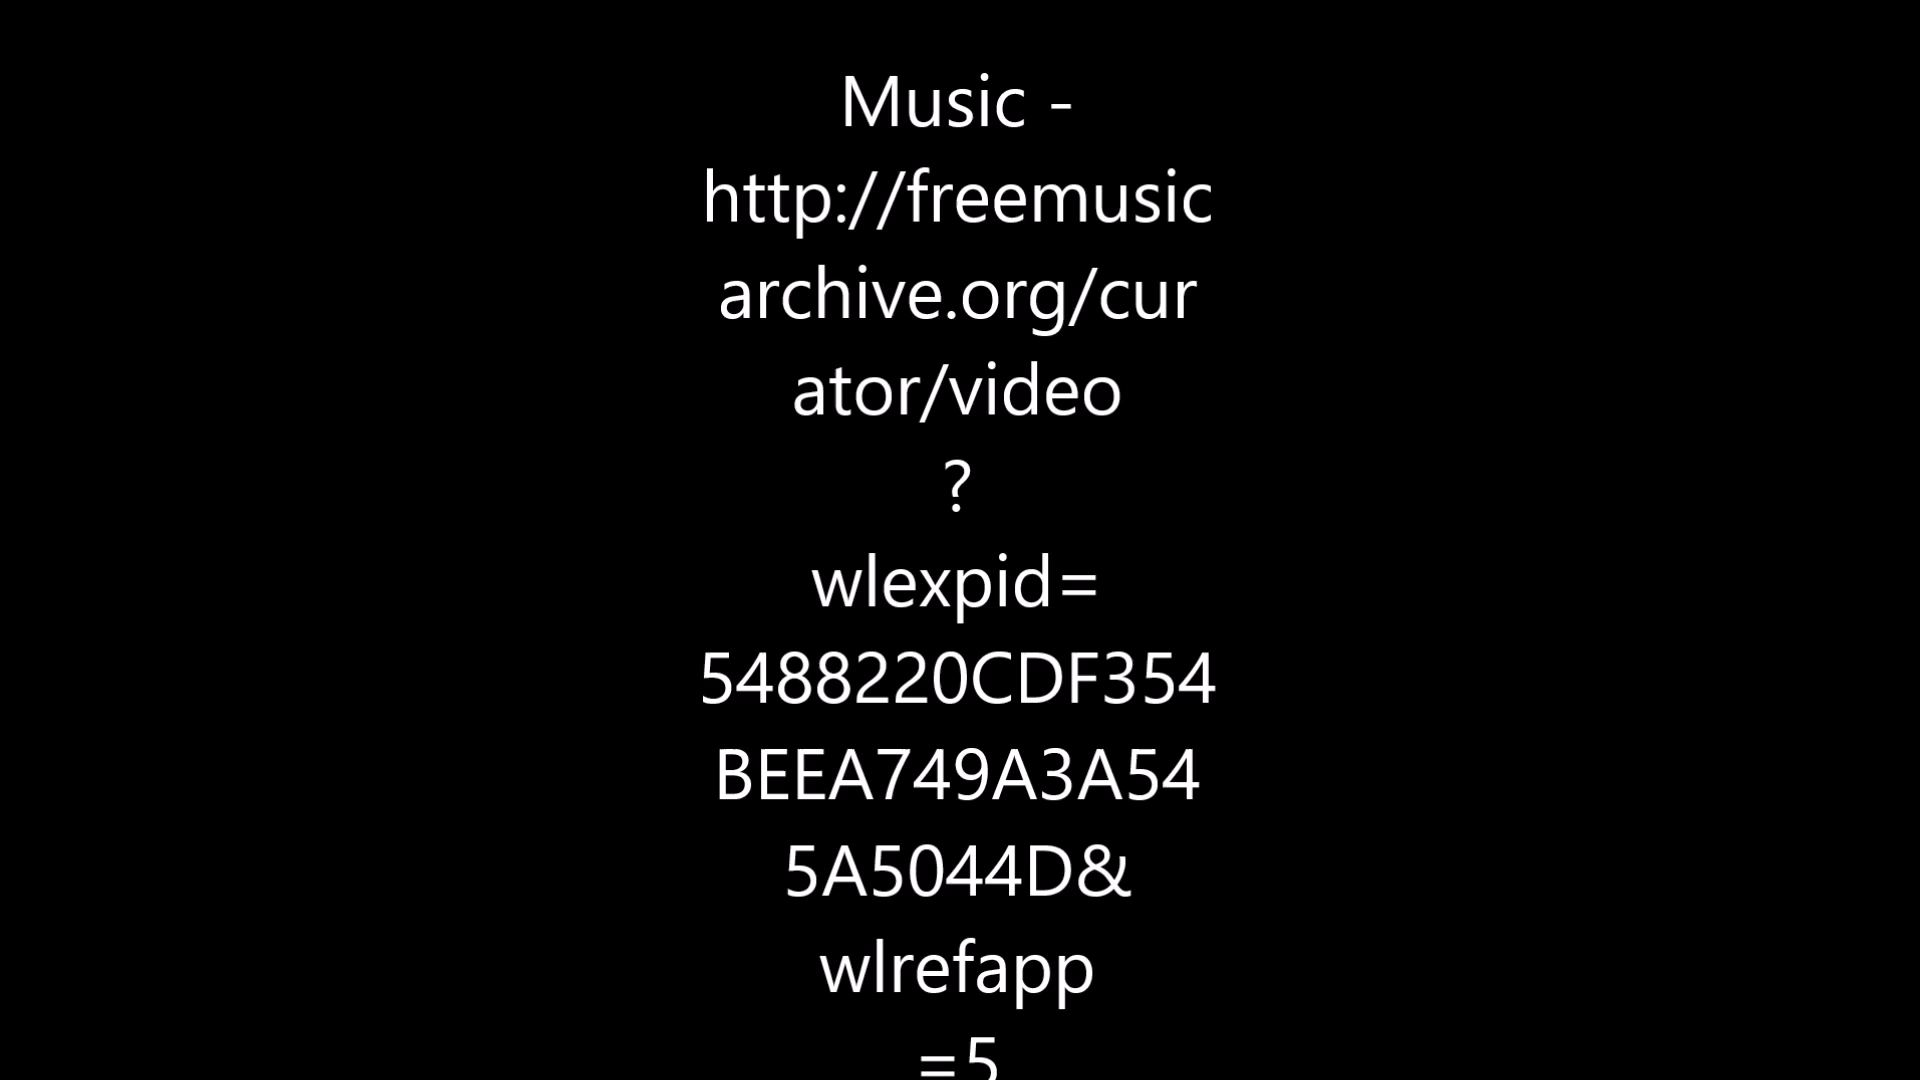 Music -
http://freemusic
archive.org/cur
ator/video
?
wlexpid=
5488220CDF354
BEEA749A3A54
5A5044D&
wlrefapp
=5